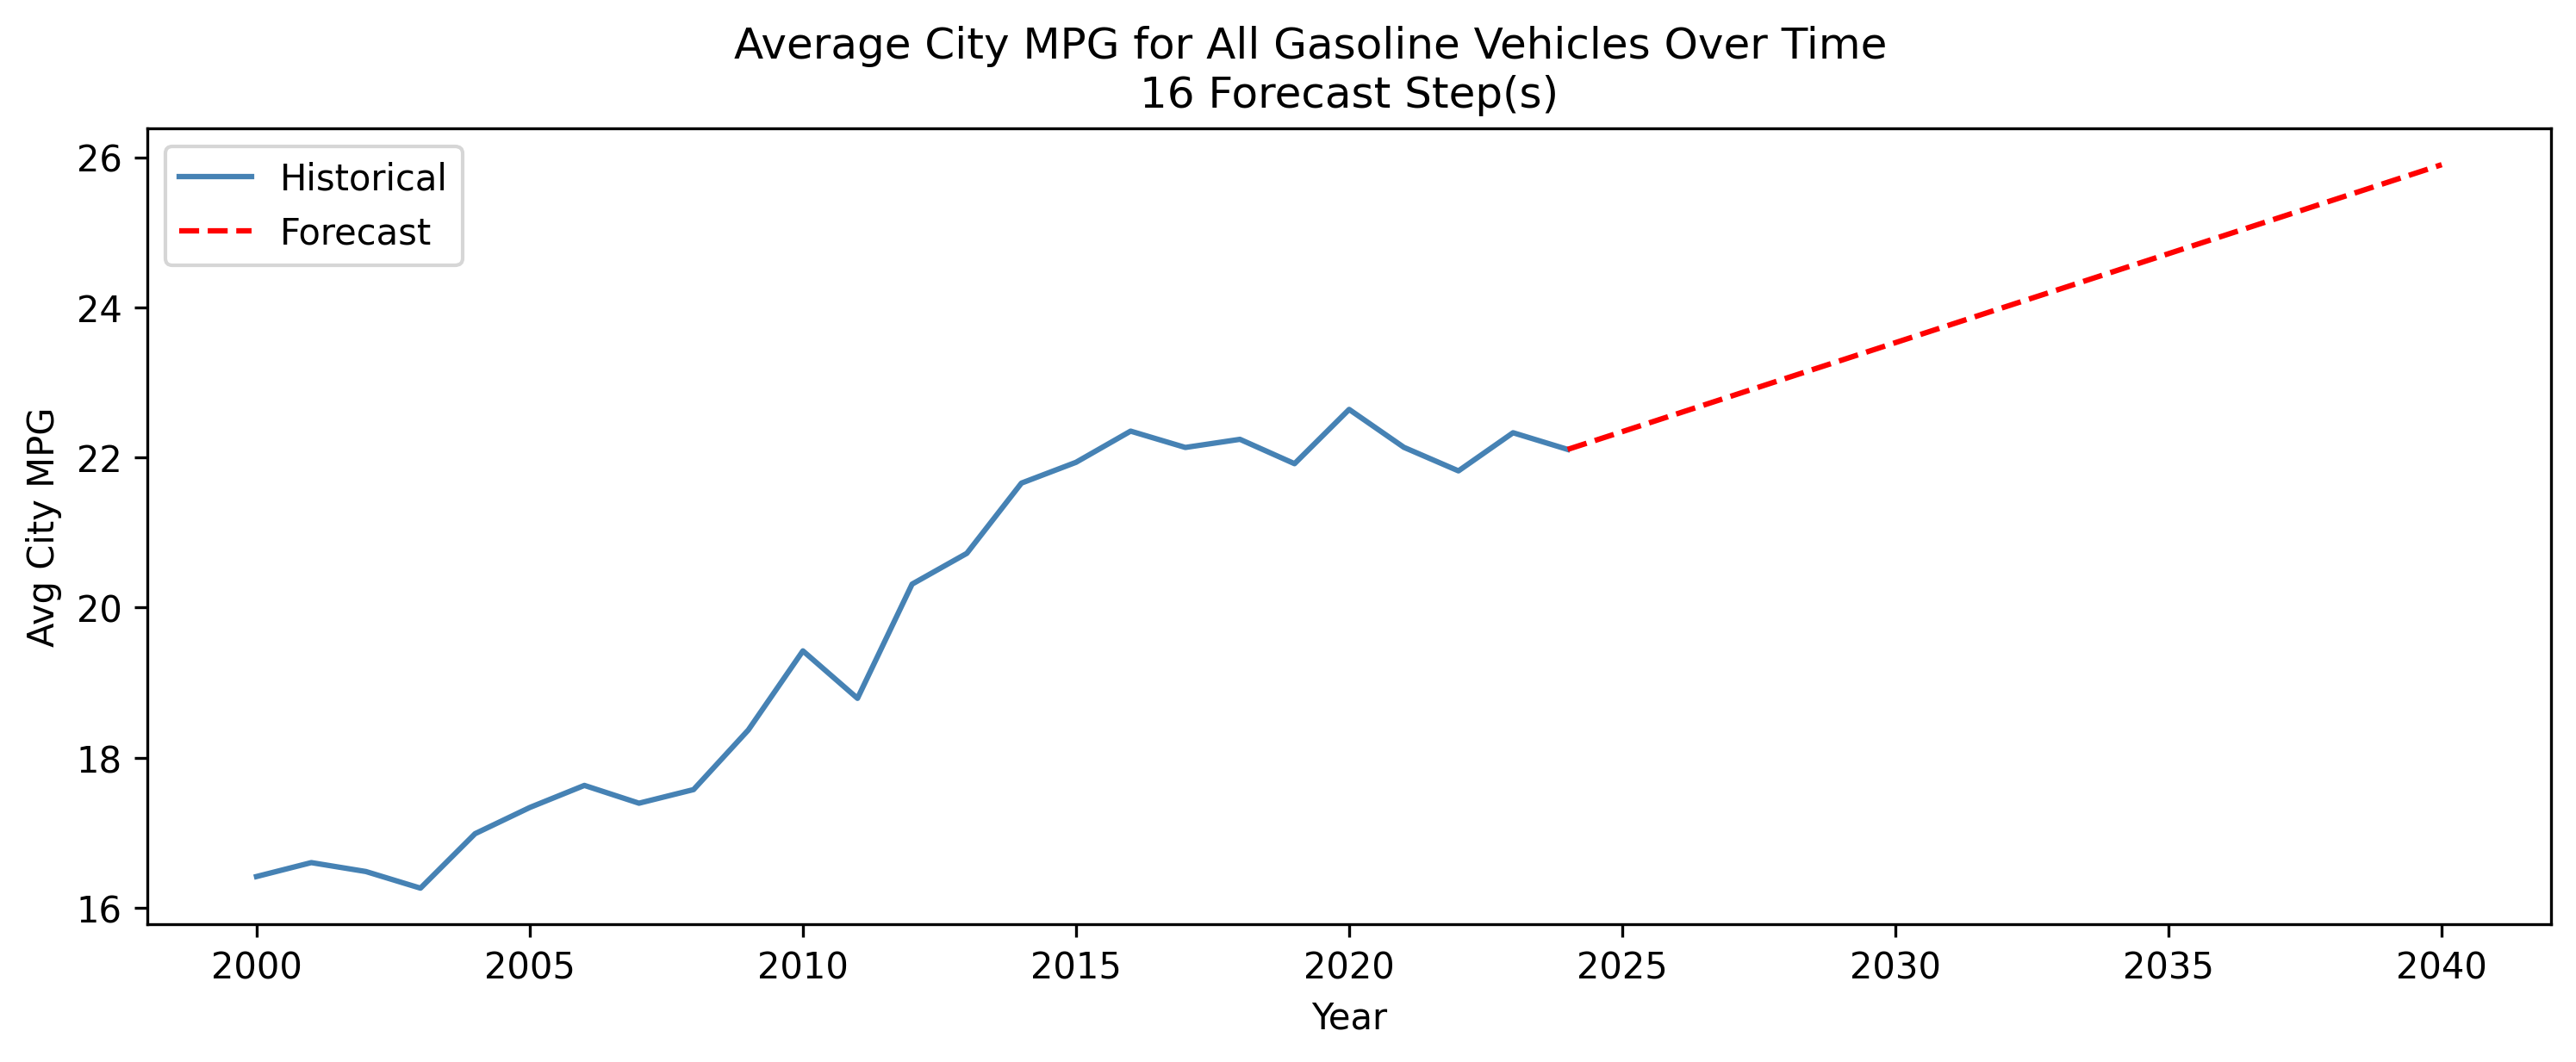 Average City MPG for All Gasoline Vehicles Over Time
16 Forecast Step(s)
Historical
Forecast
Avg City MPG
26
24
22
20
18
16
2000 2005 2010 2015 2020 2025 2030 2035 2040
Year